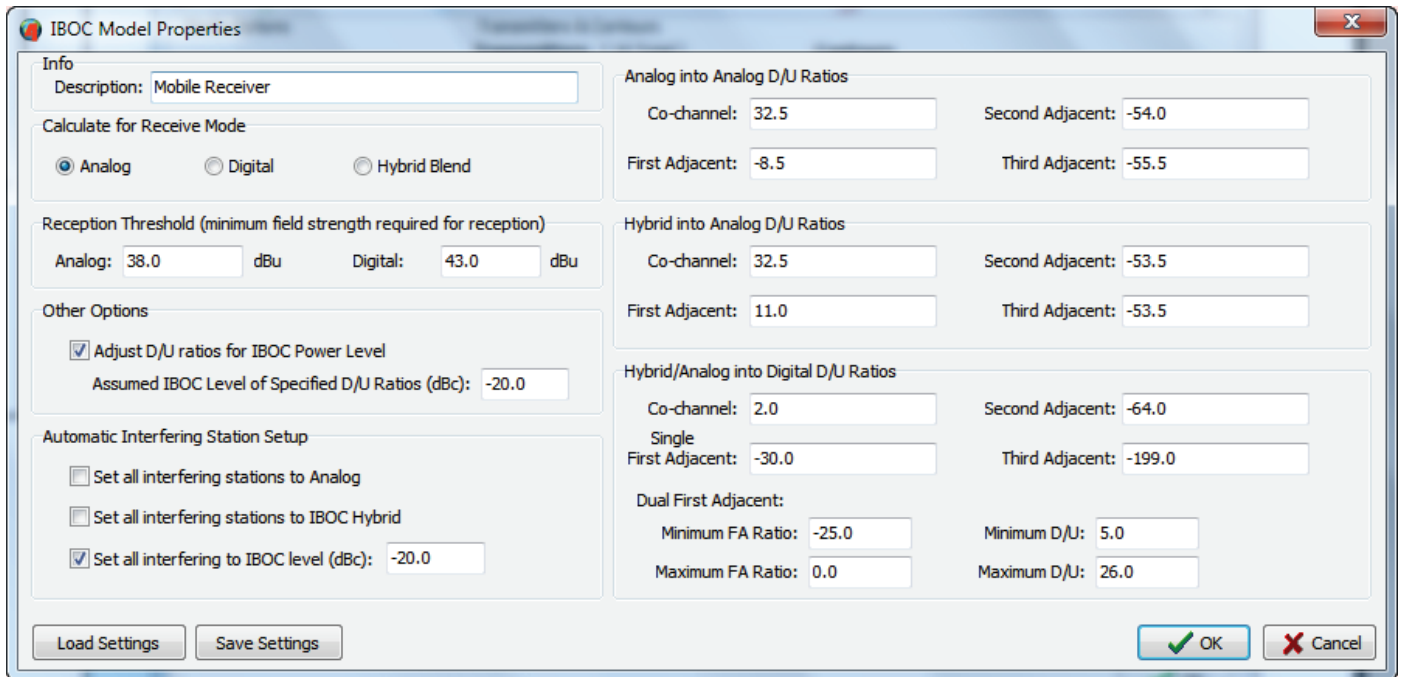 IBOC Model Properties
Info
Description: Mobile Receiver
Calculate for Receive Mode
Analog Digital Hybrid Blend
Reception Threshold (minimum field strength required for reception)
Analog: 38.0 dBu Digital: 43.0 dBu
Other Options
Adjust D/U ratios for IBOC Power Level
Assumed IBOC Level of Specified D/U Ratios (dBc): -20.0
Automatic Interfering Station Setup
Set all interfering stations to Analog
Set all interfering stations to IBOC Hybrid
Set all interfering to IBOC level (dBc): -20.0
Analog into Analog D/U Ratios
Co-channel: 32.5 Second Adjacent: -54.0
First Adjacent: -8.5 Third Adjacent: -55.5
Hybrid into Analog D/U Ratios
Co-channel: 32.5 Second Adjacent: -53.5
First Adjacent: 11.0 Third Adjacent: -53.5
Hybrid/Analog into Digital D/U Ratios
Co-channel: 2.0 Second Adjacent: -64.0
Single
First Adjacent: -30.0 Third Adjacent: -199.0
Dual First Adjacent:
Minimum FA Ratio: -25.0 Minimum D/U: 5.0
Maximum FA Ratio: 0.0 Maximum D/U: 26.0
Load Settings Save Settings OK Cancel